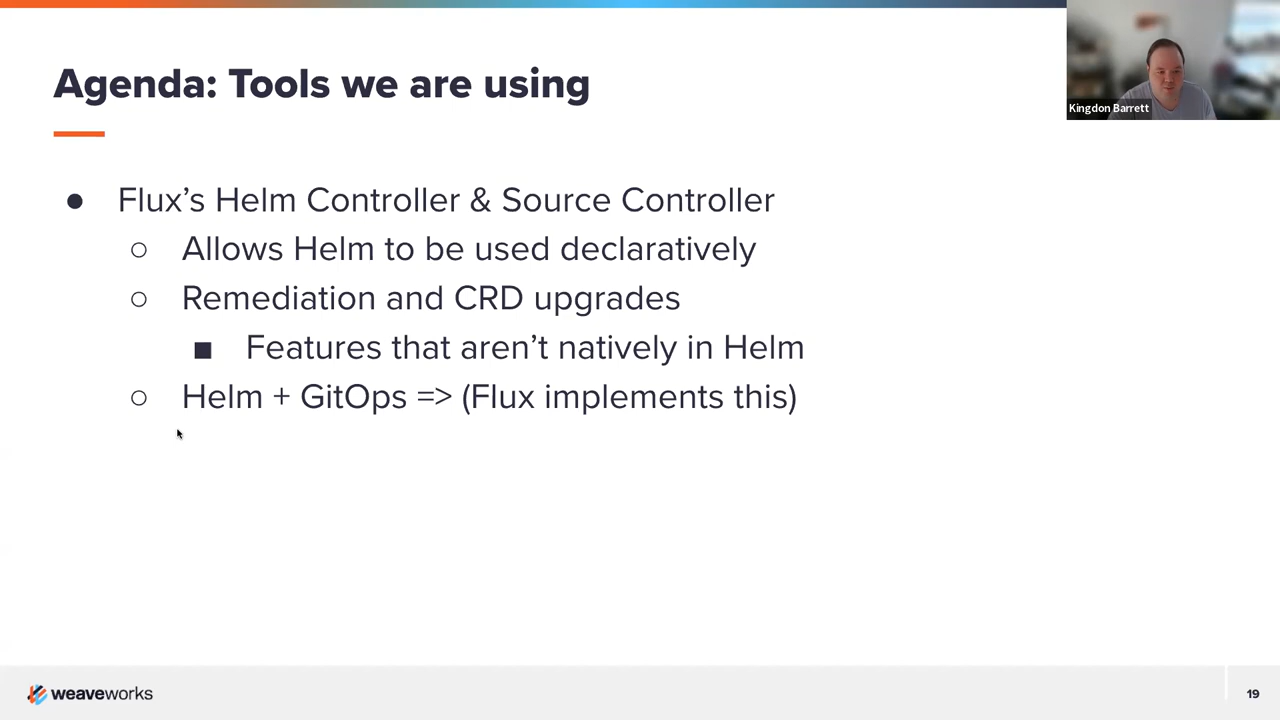 Agenda: Tools we are using
Kingdon Barrett
● Flux’s Helm Controller & Source Controller
○ Allows Helm to be used declaratively
○ Remediation and CRD upgrades
■ Features that aren’t natively in Helm
○ Helm + GitOps => (Flux implements this)
weaveworks
19